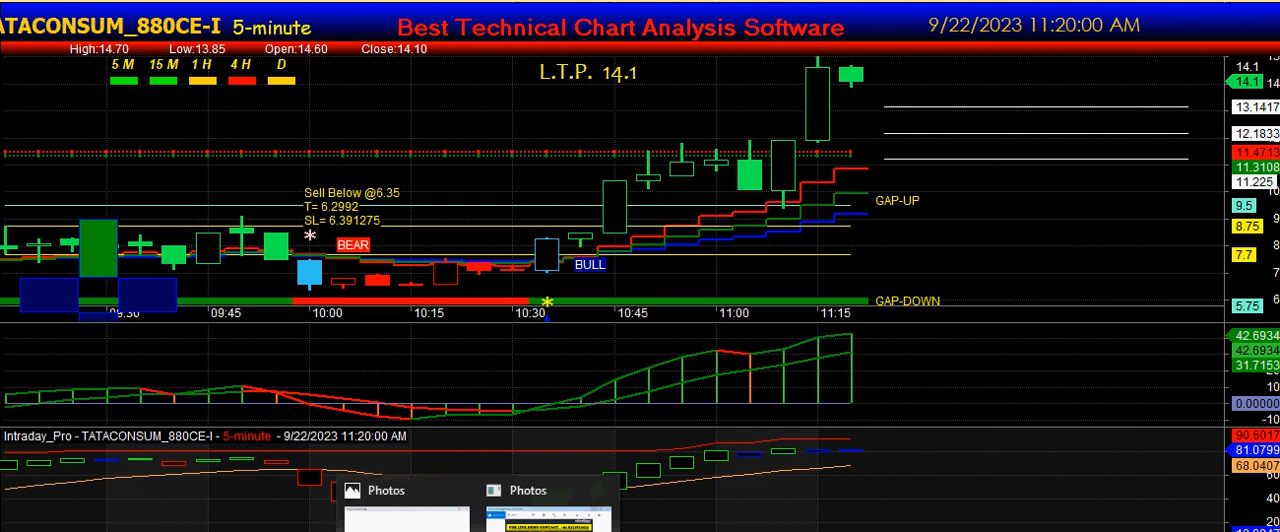 ATACONSUM_880CE-I 5-minute
Best Technical Chart Analysis Software
9/22/2023 11:20:00 AM
High:14.70 Low:13.85 Open:14.60 Close:14.10
5 M 15 M 1 H 4 H D
L.T.P. 14.1
14.1
14.1
13.1417
12.1833
11.4713
11.3108
11.225
Sell Below @6.35
T= 6.2992
SL= 6.391275
GAP-UP
9.5
8.75
BEAR
7.7
BULL
GAP-DOWN
5.75
09:30 09:45 10:00 10:15 10:30 10:45 11:00 11:15
42.6934
42.6934
31.7153
10
0.00000
-10
Intraday_Pro - TATACONSUM_880CE-I - 5-minute - 9/22/2023 11:20:00 AM
90.6017
81.0799
68.0407
40
20
Photos
Photos